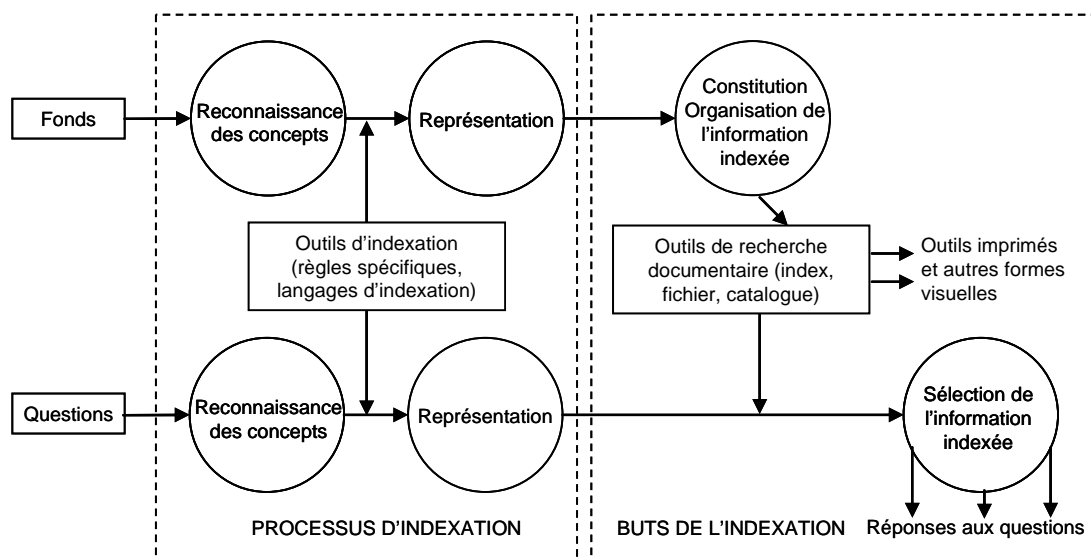 Fonds
Reconnaissance
des concepts
Représentation
Constitution
Organisation de
l'information
indexée
Outils d'indexation
(règles spécifiques,
langages d'indexation)
Outils de recherche
documentaire (index,
fichier, catalogue)
Outils imprimés
et autres formes
visuelles
Questions
Reconnaissance
des concepts
Représentation
Sélection de
l'information
indexée
PROCESSUS D'INDEXATION
BUTS DE L'INDEXATION
Réponses aux questions